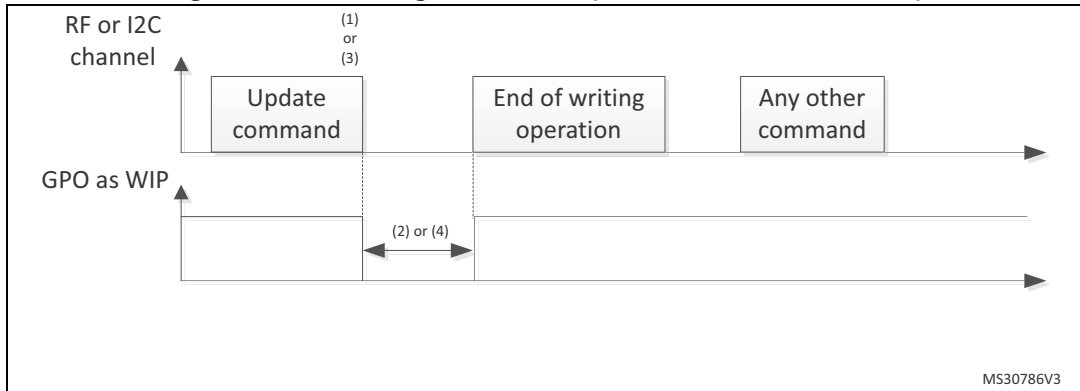 RF or I2C
channel
(1)
or
(3)
Update
command
End of writing
operation
Any other
command
GPO as WIP
(2) or (4)
MS30786V3